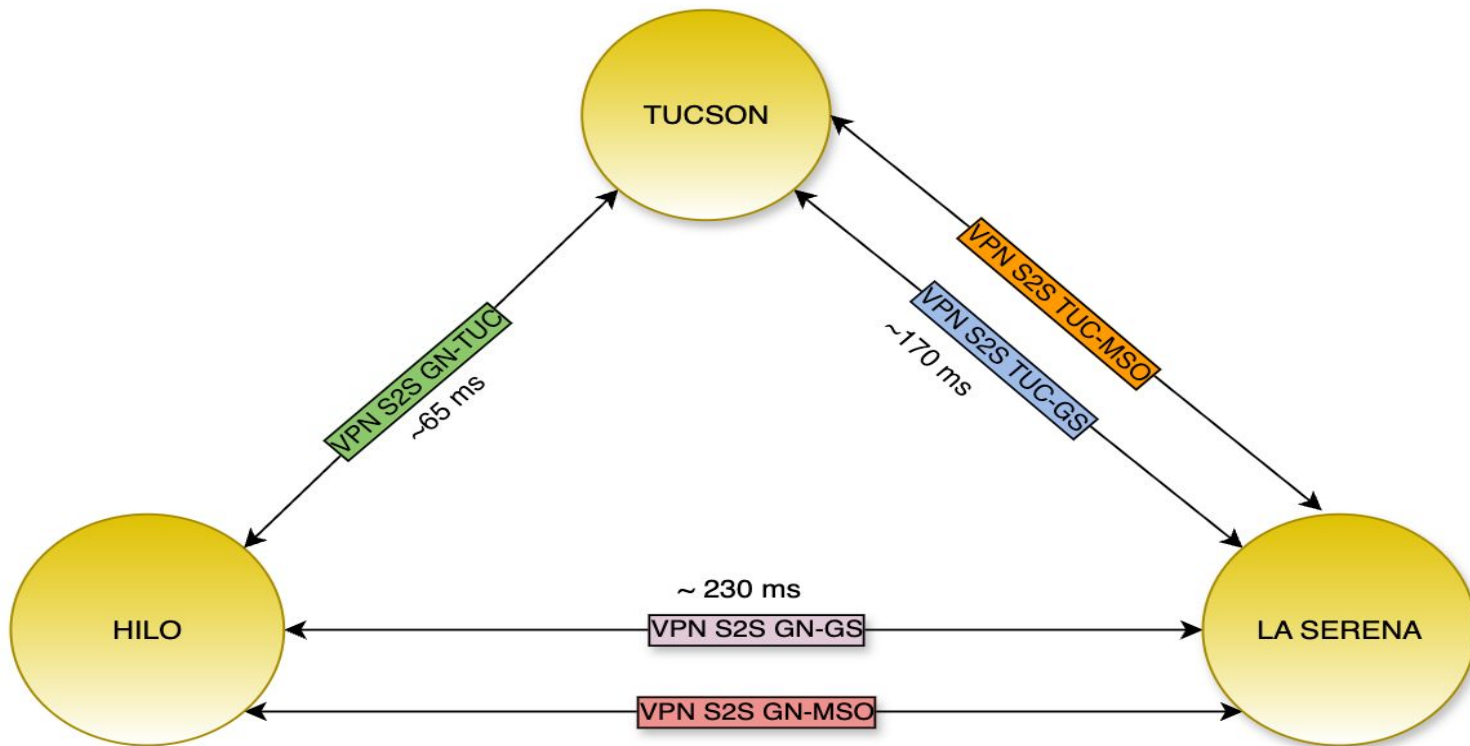 TUCSON
VPN S2S TUC-MSO
VPN S2S TUC-GS
~170 ms
VPN S2S GN-TUC
~65 ms
~ 230 ms
HILO
VPN S2S GN-GS
LA SERENA
VPN S2S GN-MSO